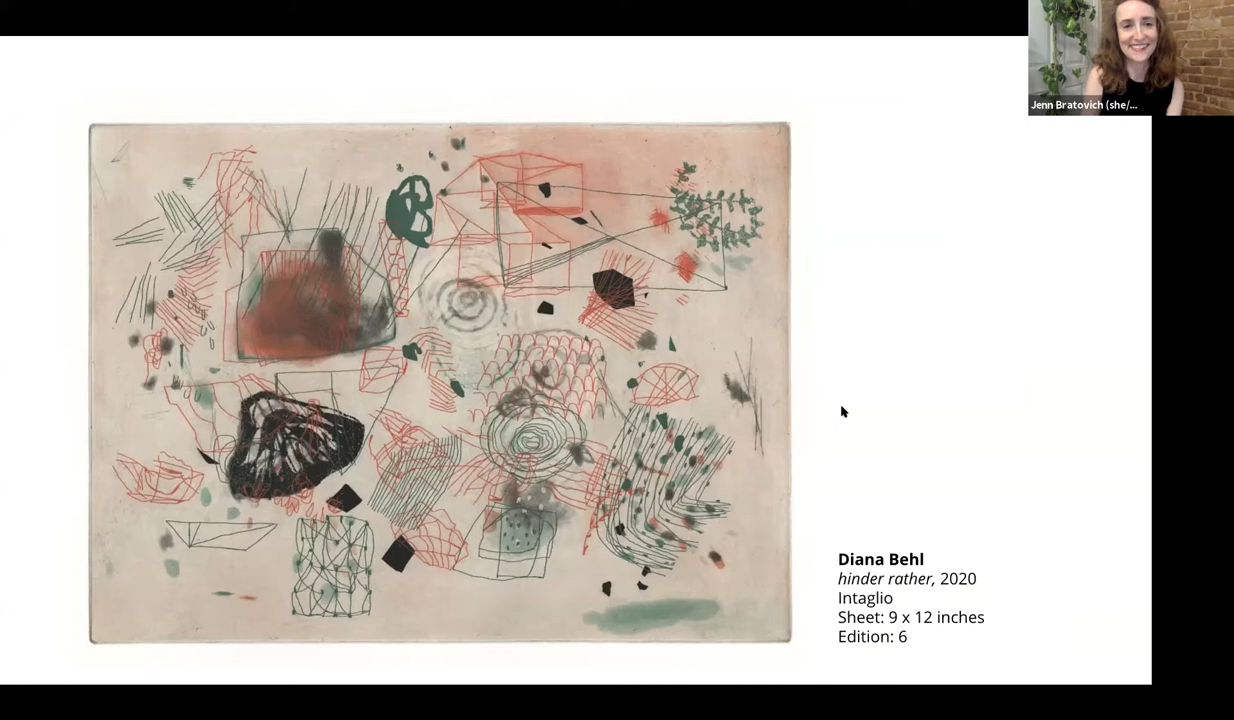 Jenn Bratovich (she/...
Diana Behl
hinder rather, 2020
Intaglio
Sheet: 9 x 12 inches
Edition: 6